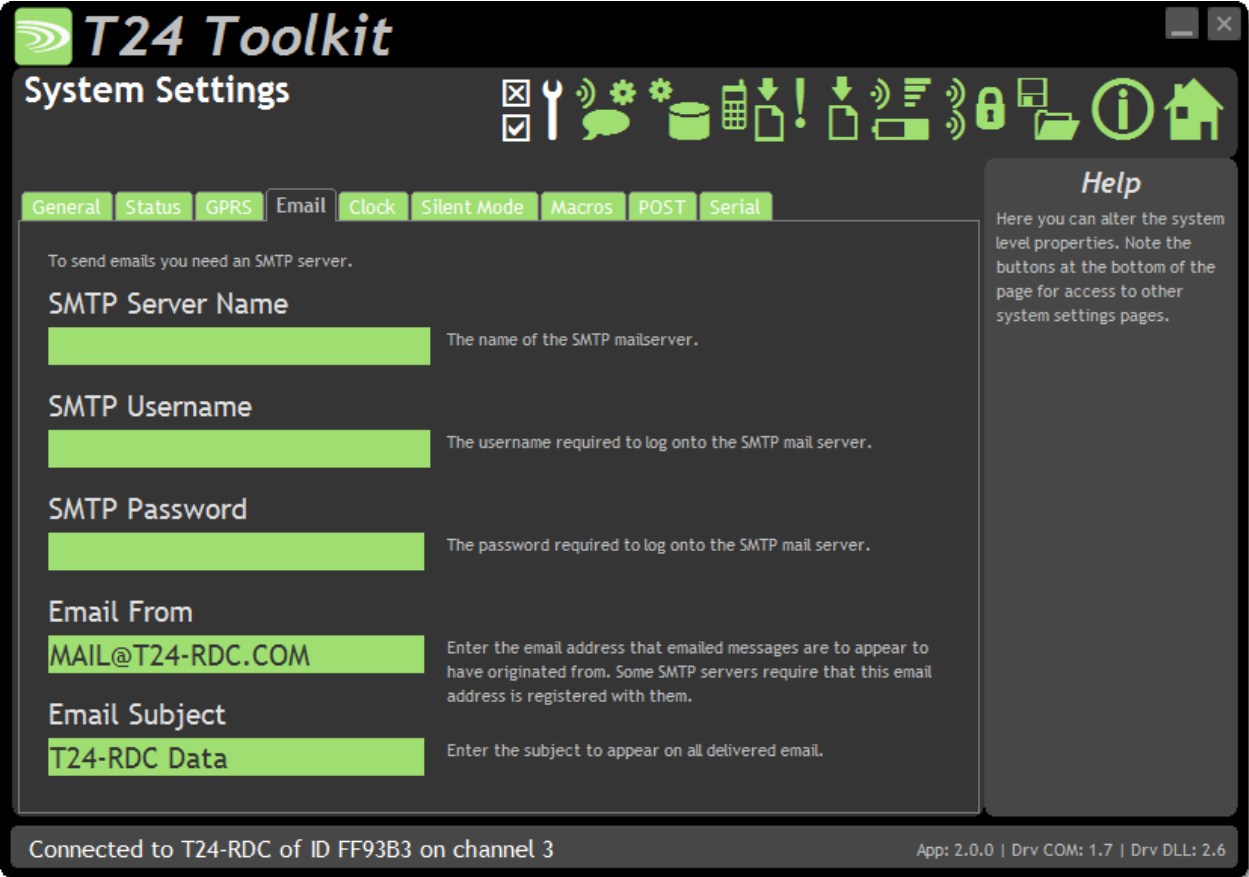 T24 Toolkit
System Settings
General Status GPRS Email Clock Silent Mode Macros POST Serial
To send emails you need an SMTP server.
SMTP Server Name
The name of the SMTP mailserver.
SMTP Username
The username required to log onto the SMTP mail server.
SMTP Password
The password required to log onto the SMTP mail server.
Email From
MAIL@T24-RDC.COM
Enter the email address that emailed messages are to appear to
have originated from. Some SMTP servers require that this email
address is registered with them.
Email Subject
T24-RDC Data
Enter the subject to appear on all delivered email.
Help
Here you can alter the system
level properties. Note the
buttons at the bottom of the
page for access to other
system settings pages.
Connected to T24-RDC of ID FF93B3 on channel 3
App: 2.0.0 | Drv COM: 1.7 | Drv DLL: 2.6